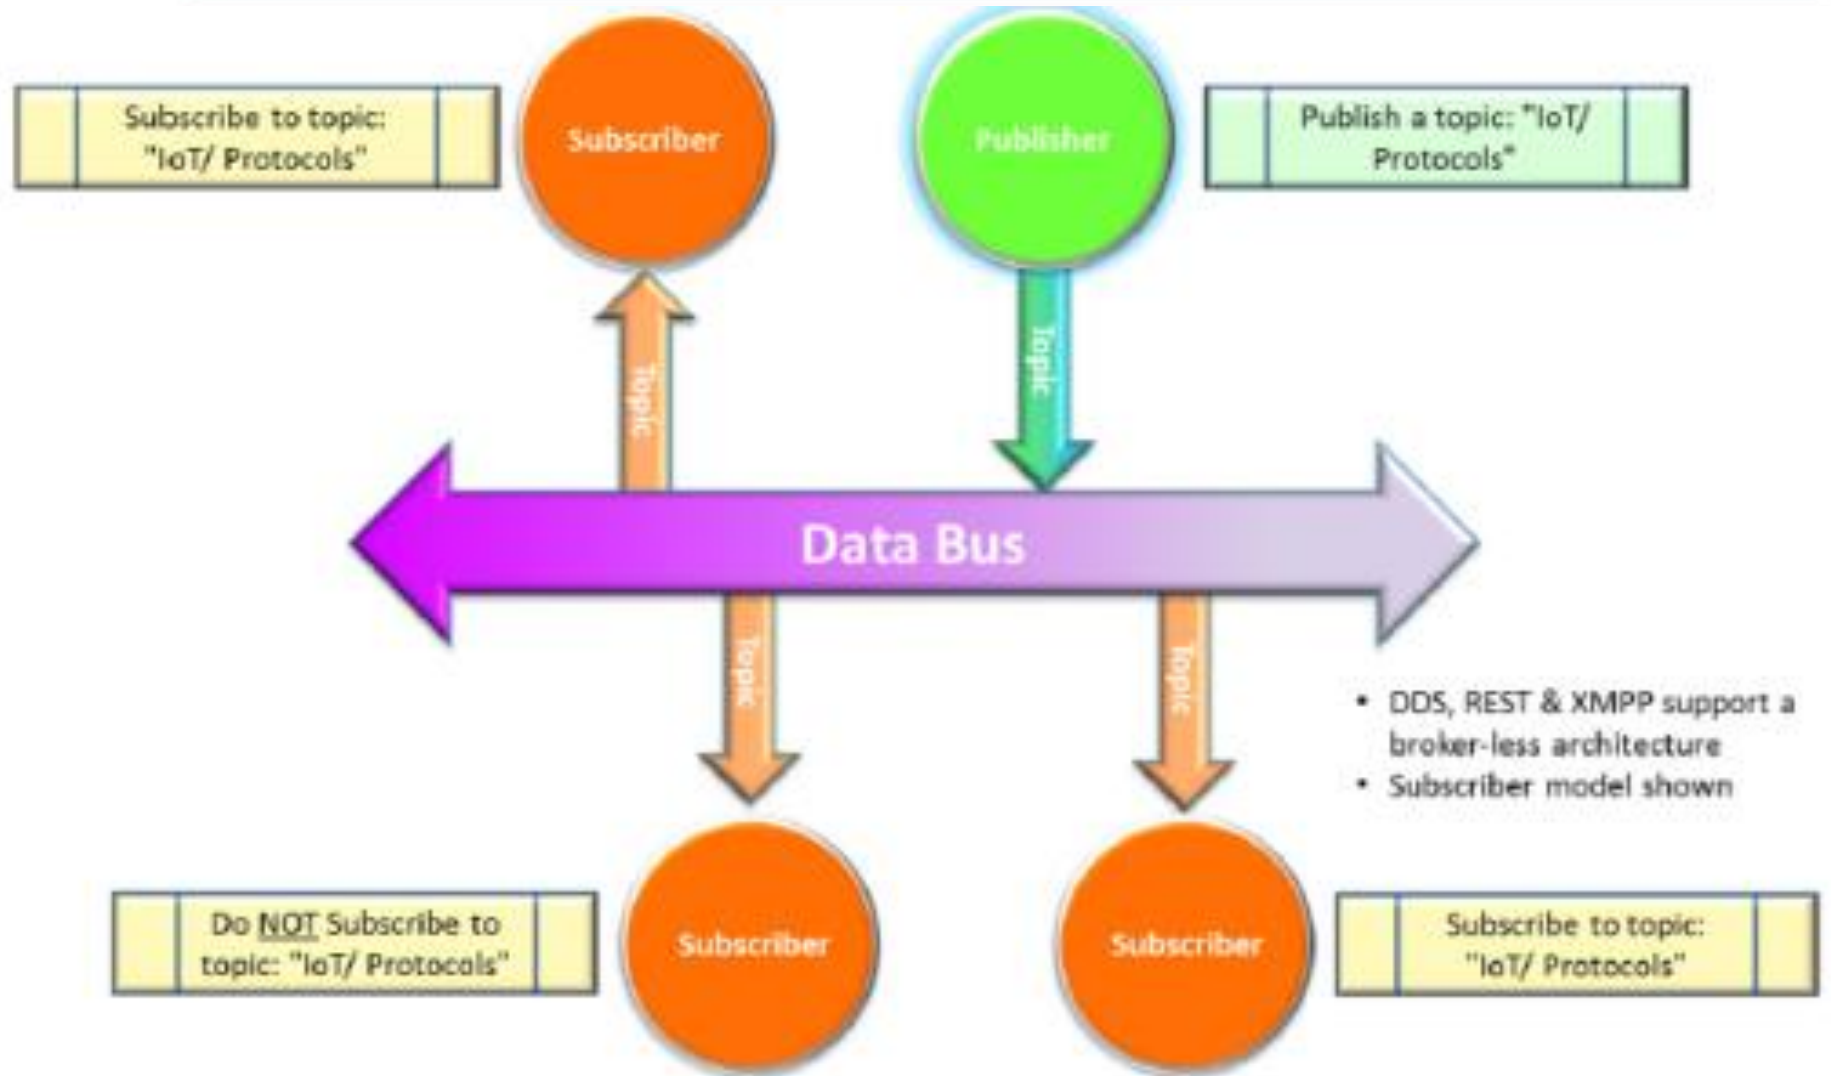 Subscribe to topic:
"IoT/ Protocols"
Subscriber
Publisher
Publish a topic: "IoT/
Protocols"
Topic
Topic
Data Bus
Topic
Topic
• DDS, REST & XMPP support a
broker-less architecture
• Subscriber model shown
Do NOT Subscribe to
topic: "IoT/ Protocols"
Subscriber
Subscriber
Subscribe to topic:
"IoT/ Protocols"